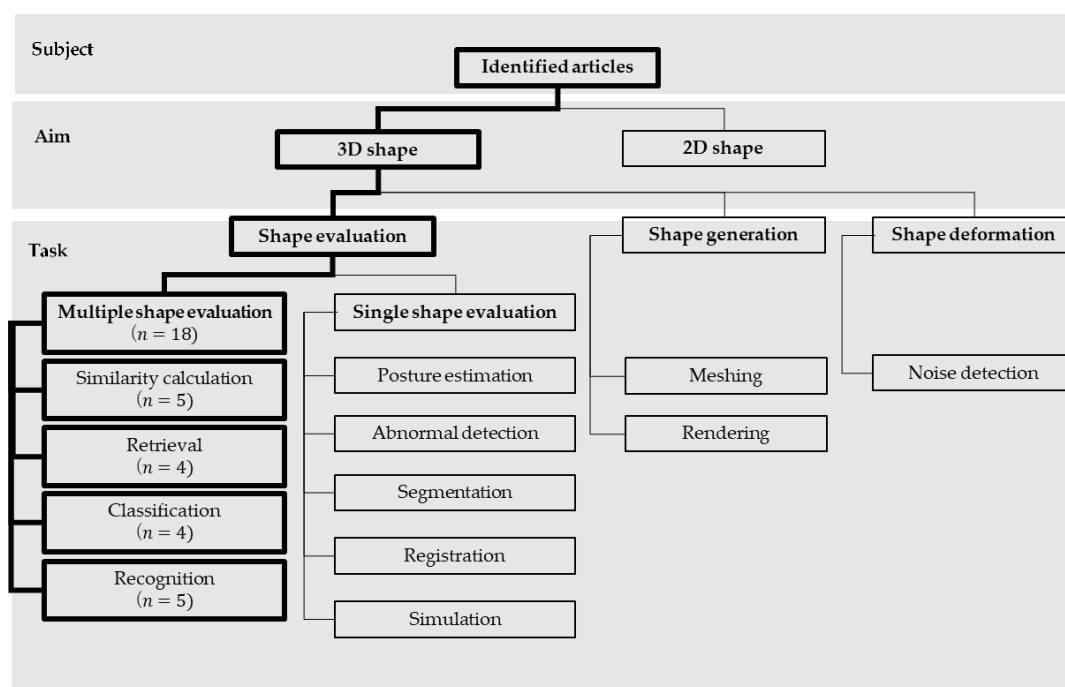 Subject
Identified articles
Aim
3D shape
2D shape
Task
Shape evaluation
Shape generation
Shape deformation
Multiple shape evaluation
(n = 18)
Similarity calculation
(n = 5)
Retrieval
(n = 4)
Classification
(n = 4)
Recognition
(n = 5)
Single shape evaluation
Posture estimation
Abnormal detection
Segmentation
Registration
Simulation
Meshing
Rendering
Noise detection